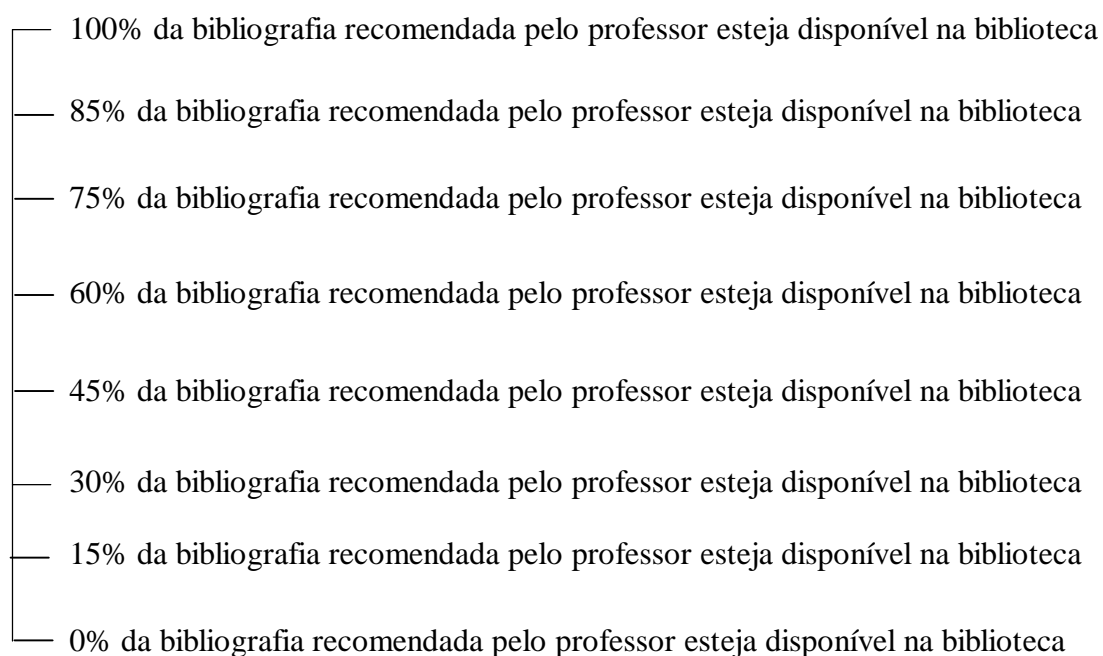 100% da bibliografia recomendada pelo professor esteja disponível na biblioteca
85% da bibliografia recomendada pelo professor esteja disponível na biblioteca
75% da bibliografia recomendada pelo professor esteja disponível na biblioteca
60% da bibliografia recomendada pelo professor esteja disponível na biblioteca
45% da bibliografia recomendada pelo professor esteja disponível na biblioteca
30% da bibliografia recomendada pelo professor esteja disponível na biblioteca
15% da bibliografia recomendada pelo professor esteja disponível na biblioteca
0% da bibliografia recomendada pelo professor esteja disponível na biblioteca